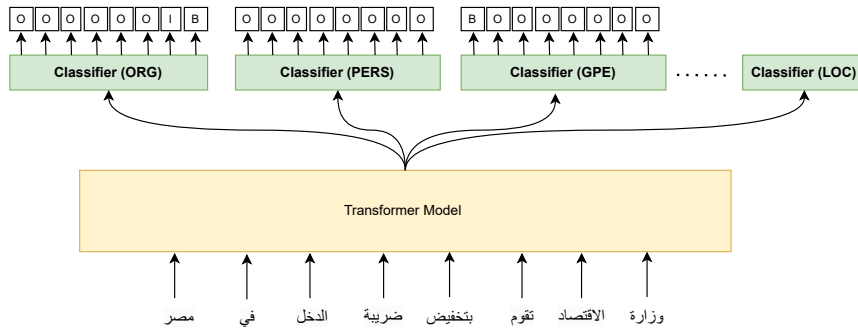 O O O O O O I B O O O O O O O O B O O O O O O O
Classifier (ORG) Classifier (PERS) Classifier (GPE) ...... Classifier (LOC)
Transformer Model
وزارة الاقتصاد تقوم بتخفيض ضريبة الدخل في مصر